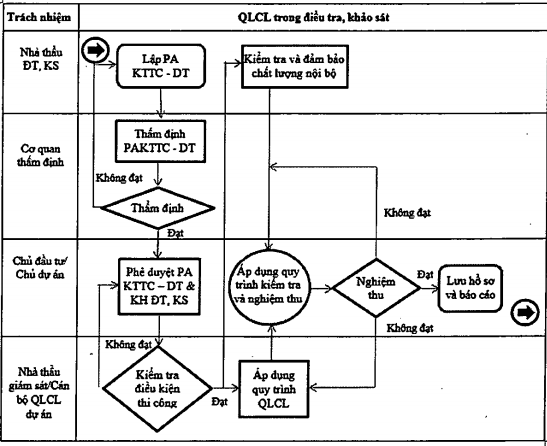 Trách nhiệm
QLCL trong điều tra, khảo sát
Nhà thầu
ĐT, KS
Lập PA
KTTC - DT
Kiểm tra và đảm bảo
chất lượng nội bộ
Cơ quan
thẩm định
Thẩm định
PAKTTC - DT
Không đạt
Thẩm định
Đạt
Không đạt
Chủ đầu tư/
Chủ dự án
Phê duyệt PA
KTTC – DT &
KH ĐT, KS
Áp dụng quy
trình kiểm tra
và nghiệm thu
Nghiệm
thu
Đạt
Lưu hồ sơ
và báo cáo
Không đạt
Không đạt
Nhà thầu
giám sát/Cán
bộ QLCL
dự án
Kiểm tra
điều kiện
thi công
Đạt
Áp dụng
quy trình
QLCL